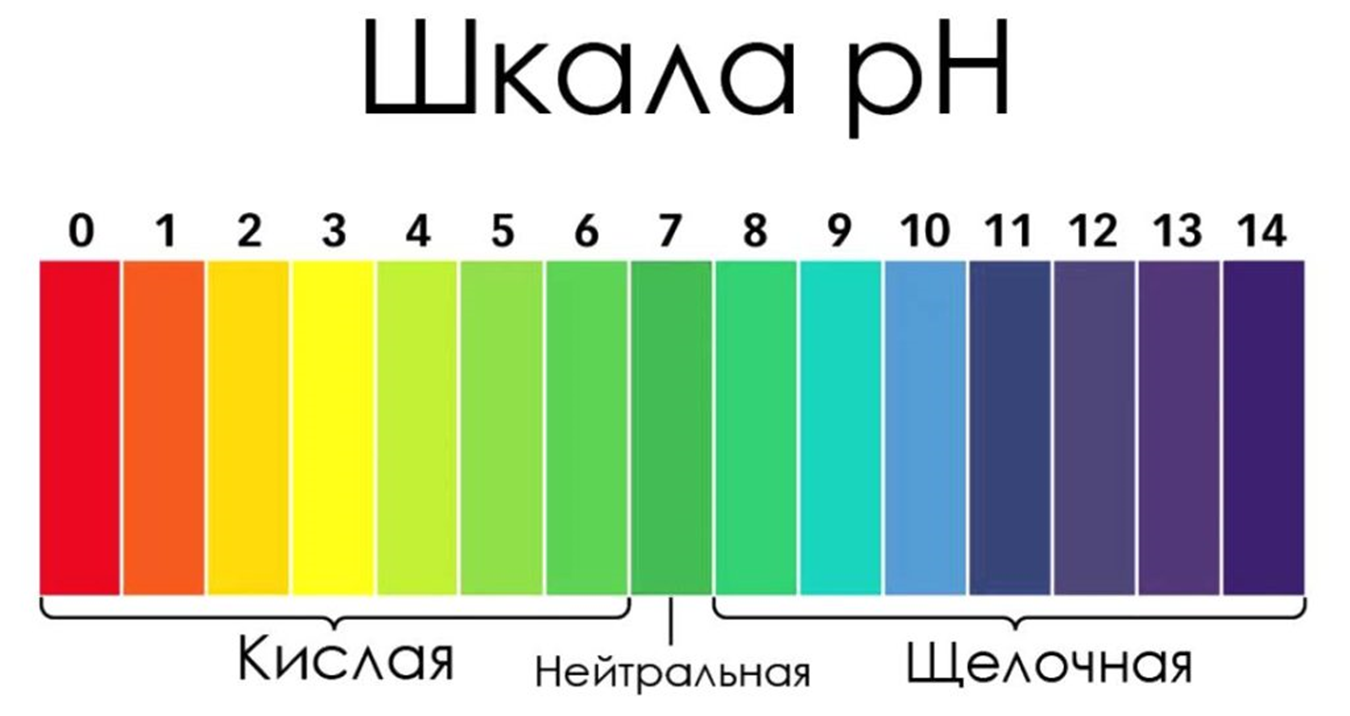 Шкала pH
0 1 2 3 4 5 6 7 8 9 10 11 12 13 14
Кислая Нейтральная Щелочная